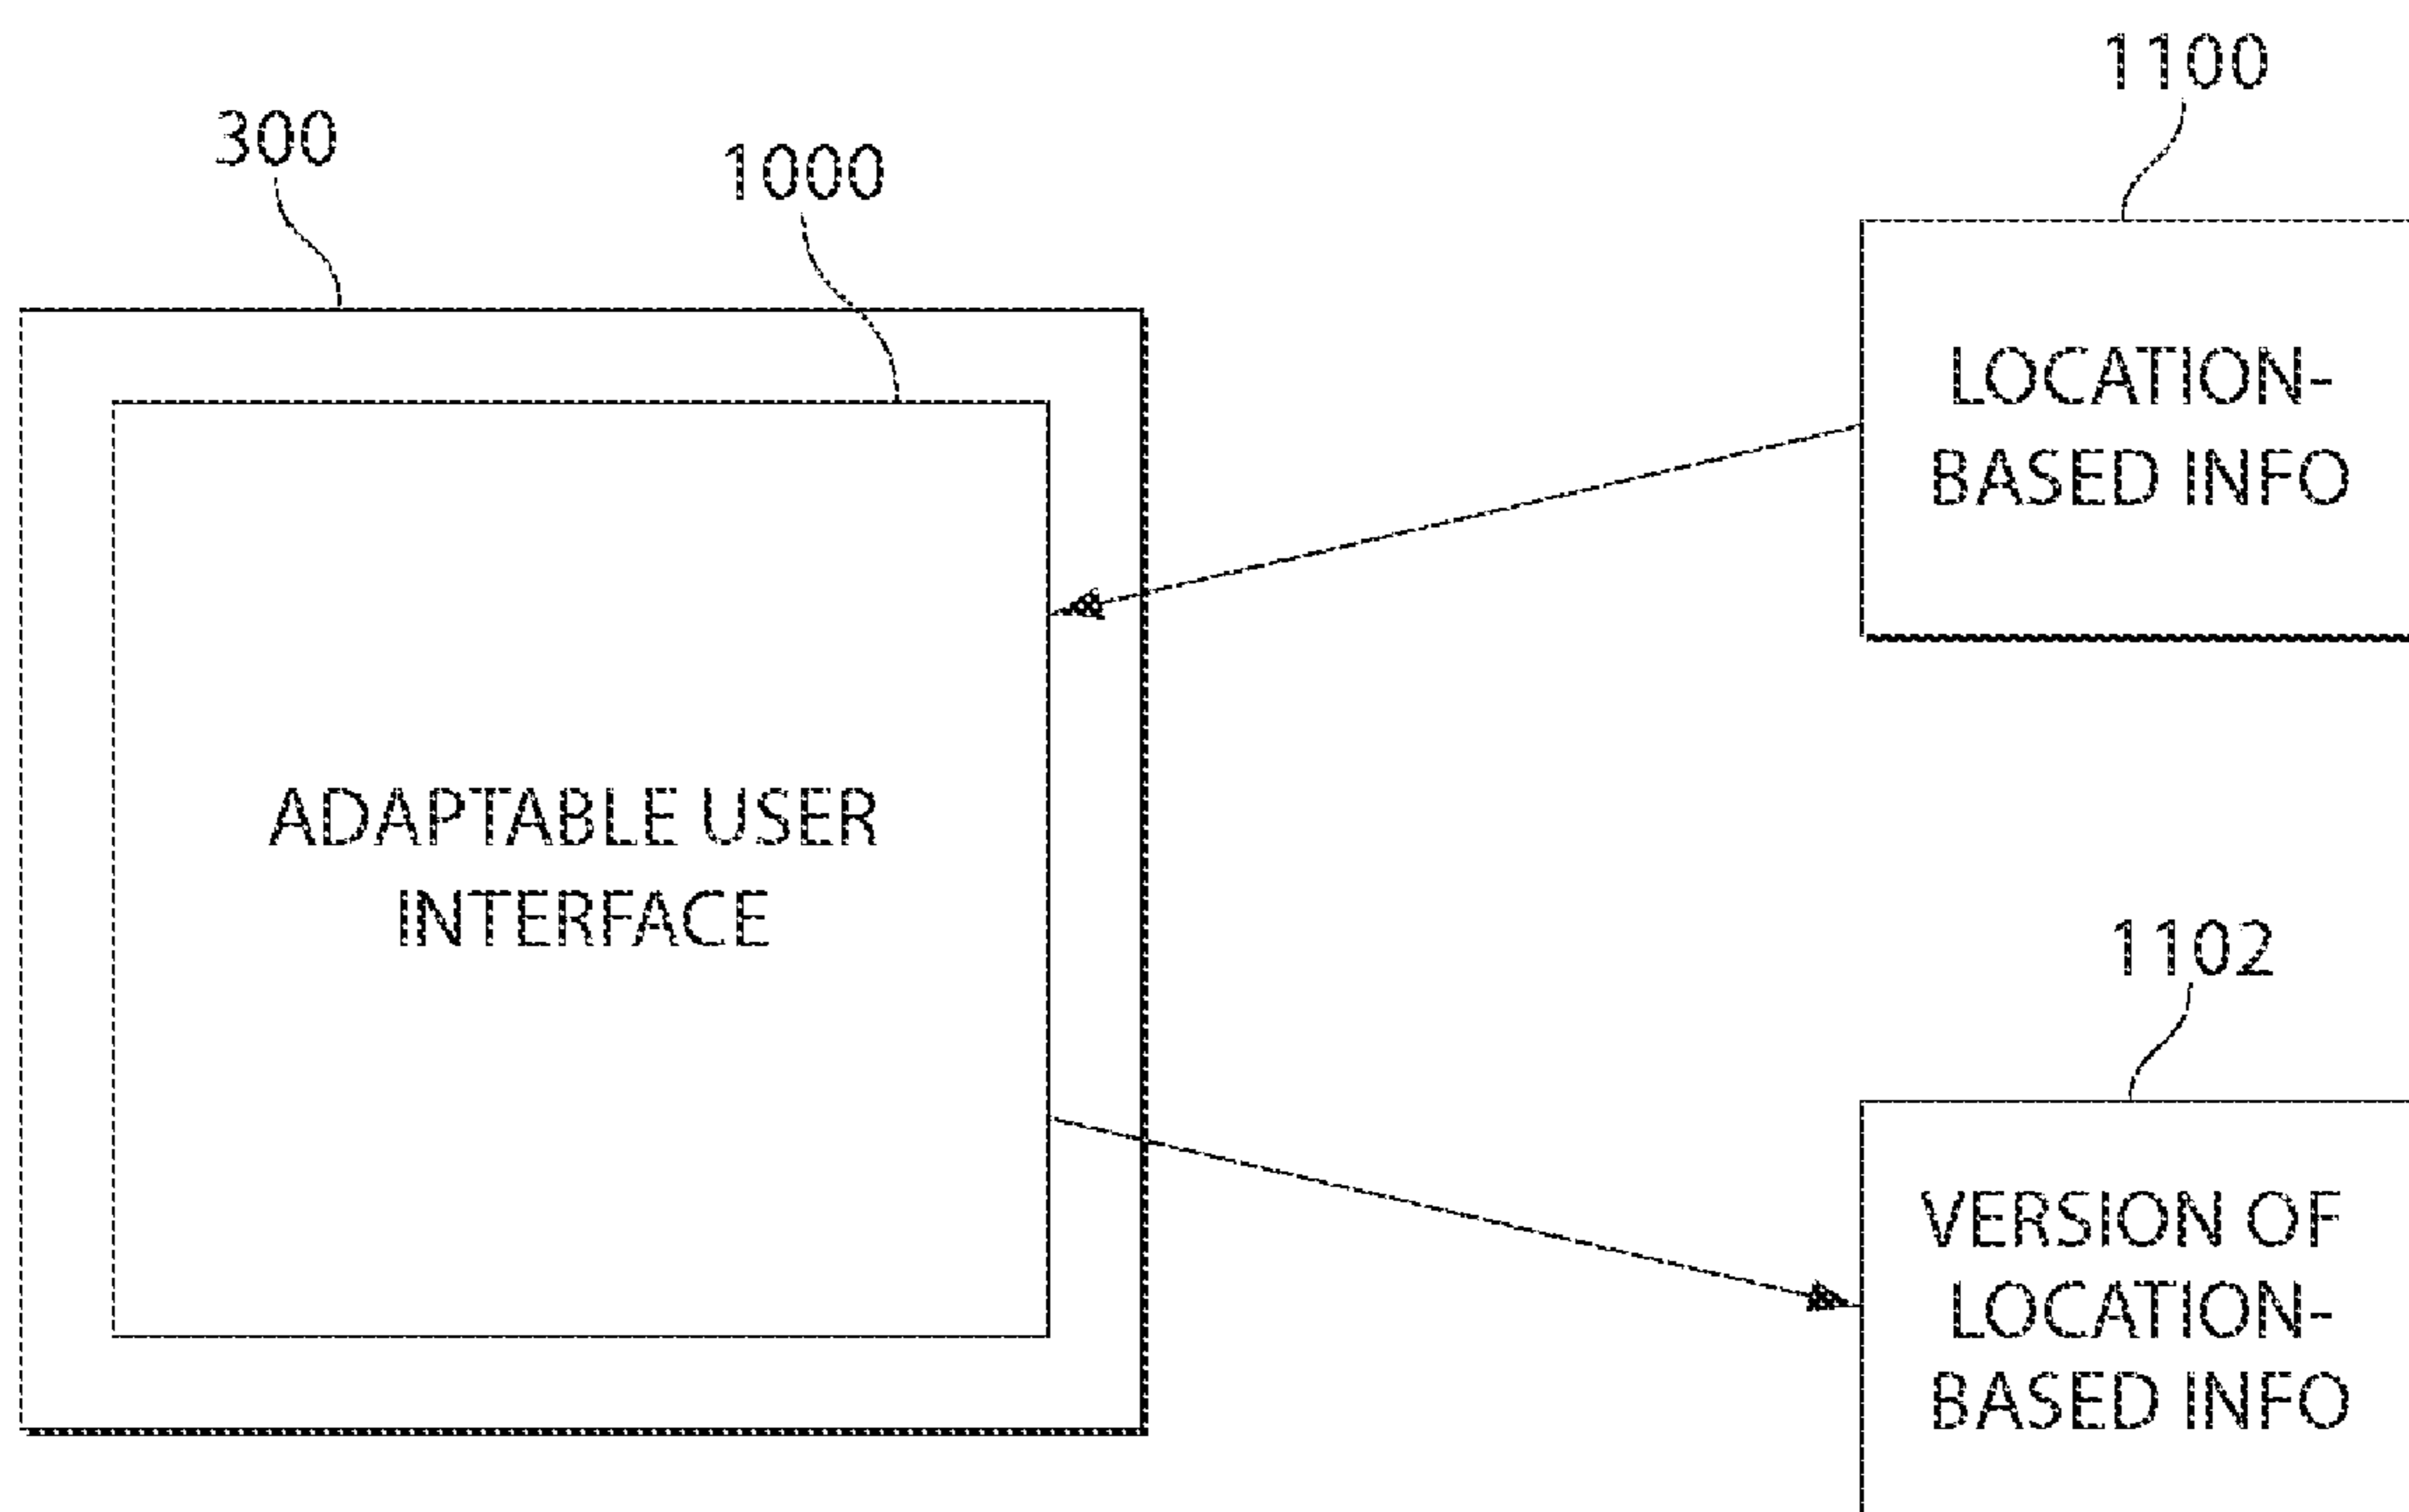 300
1000
1100
LOCATION-
BASED INFO
ADAPTABLE USER
INTERFACE
1102
VERSION OF
LOCATION-
BASED INFO